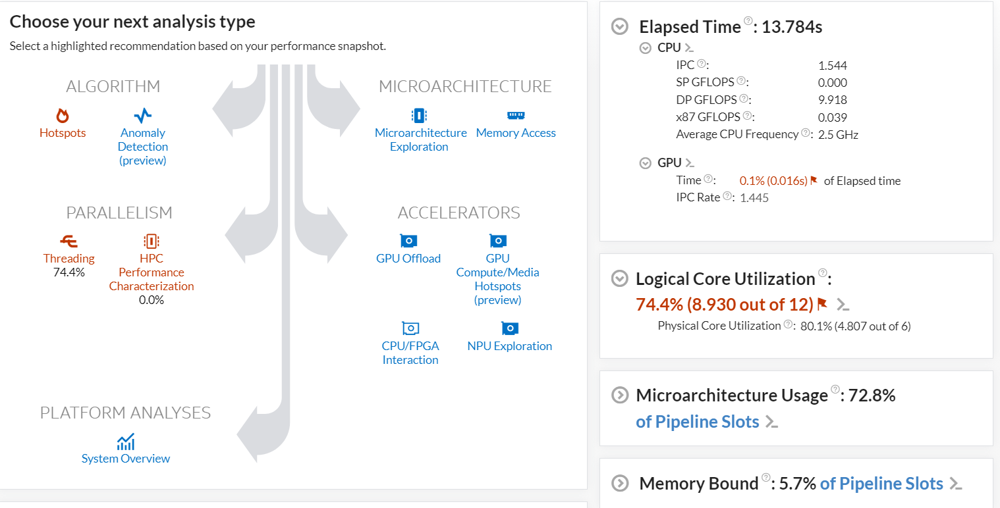 Choose your next analysis type
Select a highlighted recommendation based on your performance snapshot.
ALGORITHM
Hotspots
Anomaly
Detection
(preview)
MICROARCHITECTURE
Microarchitecture
Exploration
Memory Access
PARALLELISM
Threading
74.4%
HPC
Performance
Characterization
0.0%
ACCELERATORS
GPU Offload
GPU
Compute/Media
Hotspots
(preview)
CPU/FPGA
Interaction
NPU Exploration
PLATFORM ANALYSES
System Overview
Elapsed Time ?: 13.784s
CPU
IPC ?: 1.544
SP GFLOPS ?: 0.000
DP GFLOPS ?: 9.918
x87 GFLOPS ?: 0.039
Average CPU Frequency ?: 2.5 GHz
GPU
Time ?: 0.1% (0.016s) of Elapsed time
IPC Rate ?: 1.445
Logical Core Utilization ?:
74.4% (8.930 out of 12)
Physical Core Utilization ?: 80.1% (4.807 out of 6)
Microarchitecture Usage ?: 72.8%
of Pipeline Slots
Memory Bound ?: 5.7% of Pipeline Slots